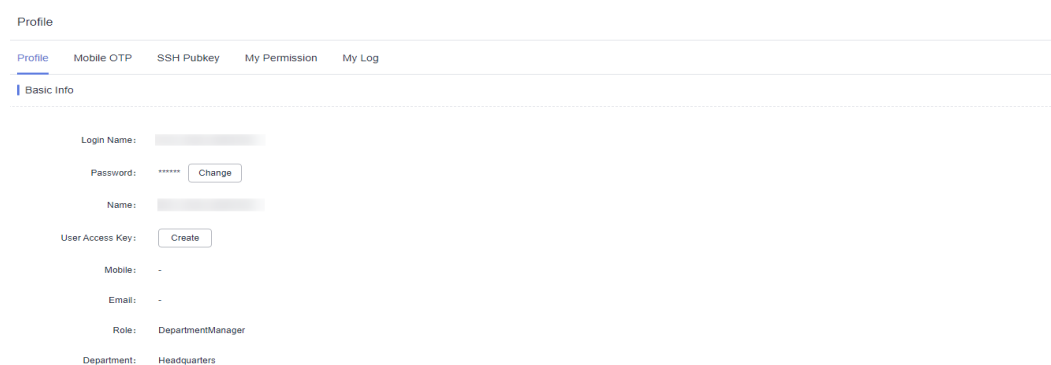 Profile
Profile Mobile OTP SSH Pubkey My Permission My Log
Basic Info
Login Name:
Password: ****** Change
Name:
User Access Key: Create
Mobile: -
Email: -
Role: DepartmentManager
Department: Headquarters